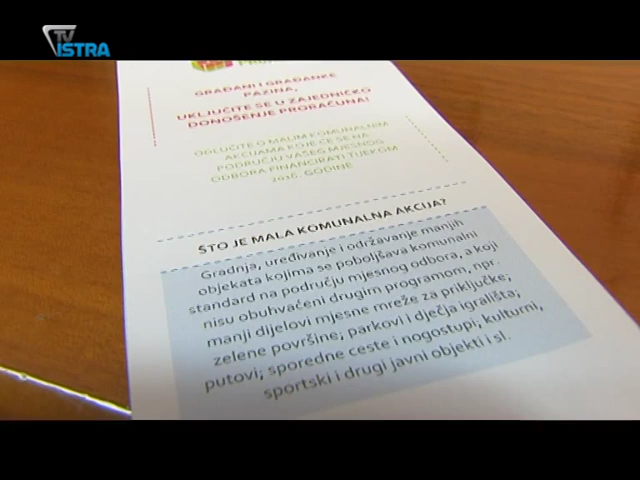 TV
ISTRA
GRAĐANI I GRAĐANKE
PAZINA,
UKLJUČITE SE U ZAJEDNIČKO
DONOŠENJE PRORAČUNA!
ODLUČITE O MALIM KOMUNALNIM
AKCIJAMA KOJE ĆE SE NA
PODRUČJU VAŠEG MJESNOG
ODBORA FINANCIRATI TIJEKOM
2016. GODINE
ŠTO JE MALA KOMUNALNA AKCIJA?
Gradnja, uređivanje i održavanje manjih
objekata kojima se poboljšava komunalni
standard na području mjesnog odbora, a koji
nisu obuhvaćeni drugim programom, npr.
manji dijelovi mjesne mreže za priključke;
zelene površine; parkovi i dječja igrališta;
putovi; sporedne ceste i nogostupi; kulturni,
sportski i drugi javni objekti i sl.